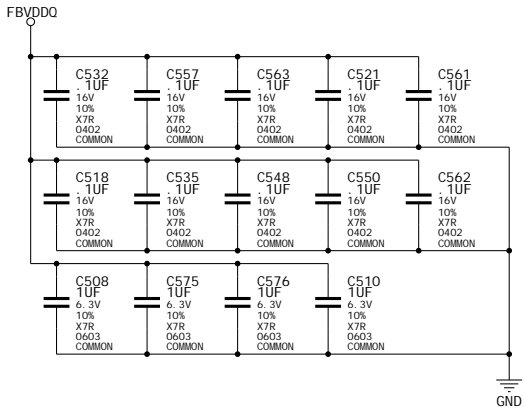 FBVDDQ
C532
.1UF
16V
10%
X7R
0402
COMMON
C557
.1UF
16V
10%
X7R
0402
COMMON
C563
.1UF
16V
10%
X7R
0402
COMMON
C521
.1UF
16V
10%
X7R
0402
COMMON
C561
.1UF
16V
10%
X7R
0402
COMMON
C518
.1UF
16V
10%
X7R
0402
COMMON
C535
.1UF
16V
10%
X7R
0402
COMMON
C548
.1UF
16V
10%
X7R
0402
COMMON
C550
.1UF
16V
10%
X7R
0402
COMMON
C562
.1UF
16V
10%
X7R
0402
COMMON
C508
1UF
6.3V
10%
X7R
0603
COMMON
C575
1UF
6.3V
10%
X7R
0603
COMMON
C576
1UF
6.3V
10%
X7R
0603
COMMON
C510
1UF
6.3V
10%
X7R
0603
COMMON
GND